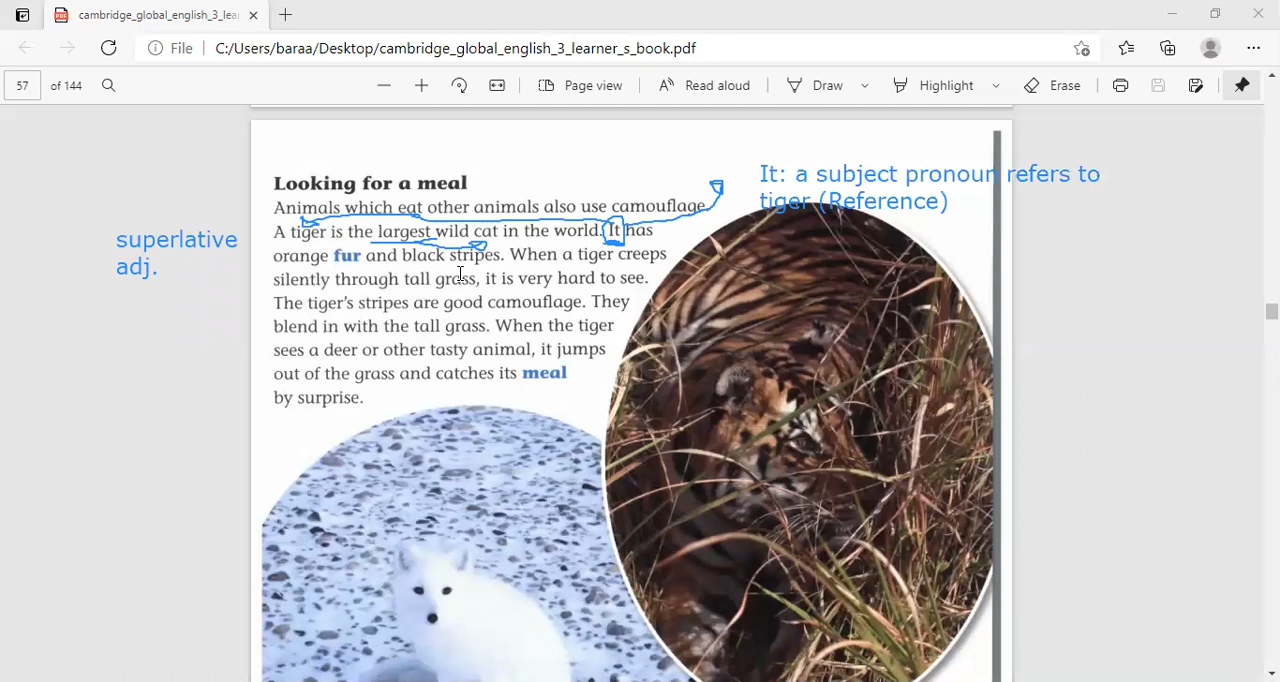 cambridge_global_english_3_lea
File C:/Users/baraa/Desktop/cambridge_global_english_3_learner_s_book.pdf
57 of 144 Page view Read aloud Draw Highlight Erase
Looking for a meal
Animals which eat other animals also use camouflage.
A tiger is the largest wild cat in the world. It has
orange fur and black stripes. When a tiger creeps
silently through tall grass, it is very hard to see.
The tiger's stripes are good camouflage. They
blend in with the tall grass. When the tiger
sees a deer or other tasty animal, it jumps
out of the grass and catches its meal
by surprise.
It: a subject pronoun refers to
tiger (Reference)
superlative
adj.